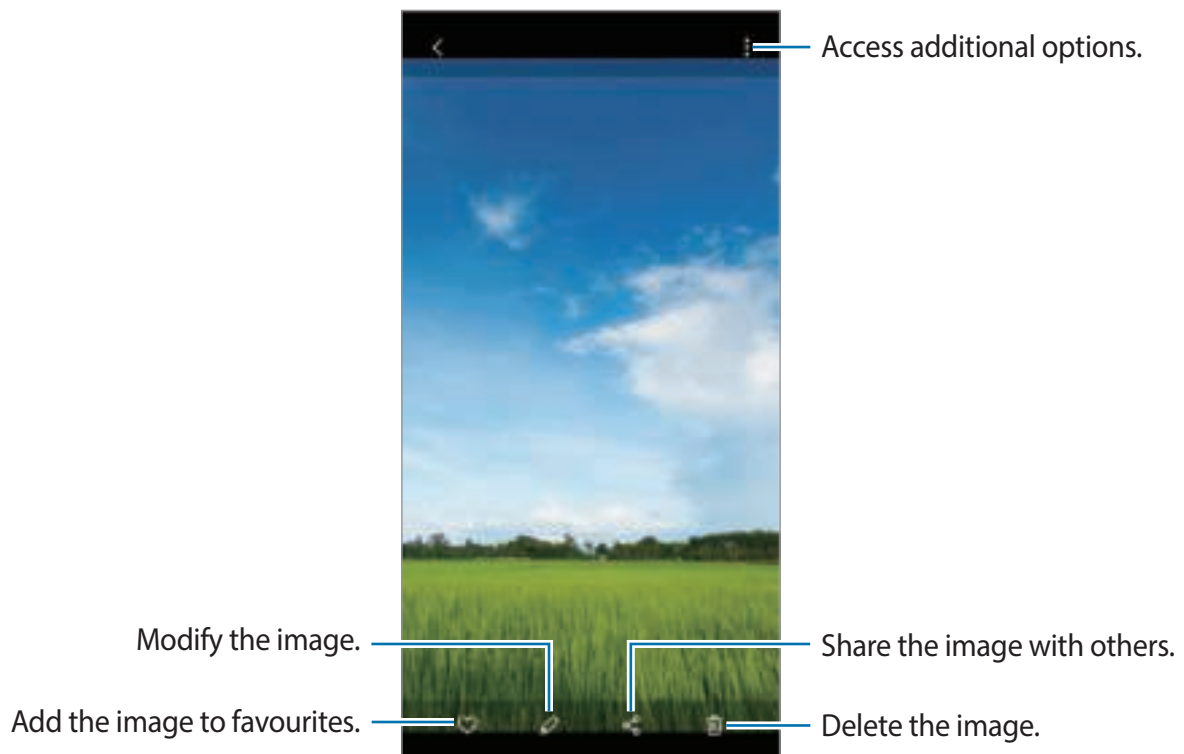 Access additional options.
Modify the image.
Share the image with others.
Add the image to favourites.
Delete the image.